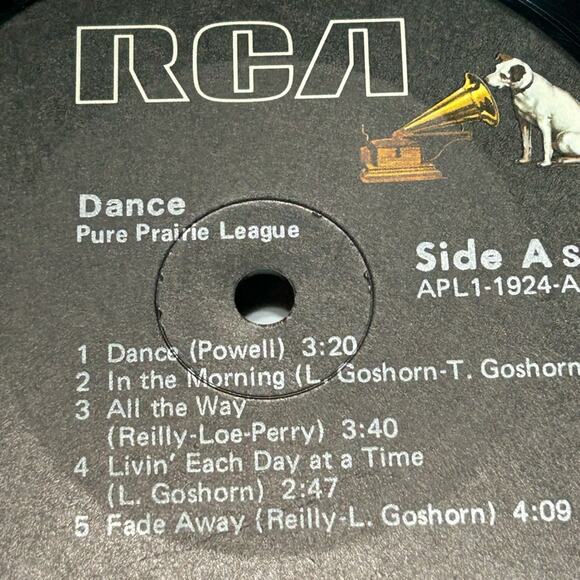 RCA
Dance
Pure Prairie League
Side A s
APL1-1924-A
1 Dance (Powell) 3:20
2 In the Morning (L. Goshorn-T. Goshorn
3 All the Way
(Reilly-Loe-Perry) 3:40
4 Livin' Each Day at a Time
(L. Goshorn) 2:47
5 Fade Away (Reilly-L. Goshorn) 4:09